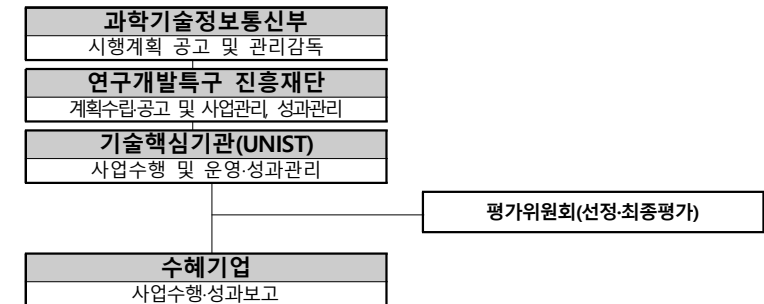 과학기술정보통신부
시행계획 공고 및 관리감독
연구개발특구 진흥재단
계획수립·공고 및 사업관리, 성과관리
기술핵심기관(UNIST)
사업수행 및 운영·성과관리
평가위원회(선정·최종평가)
수혜기업
사업수행·성과보고